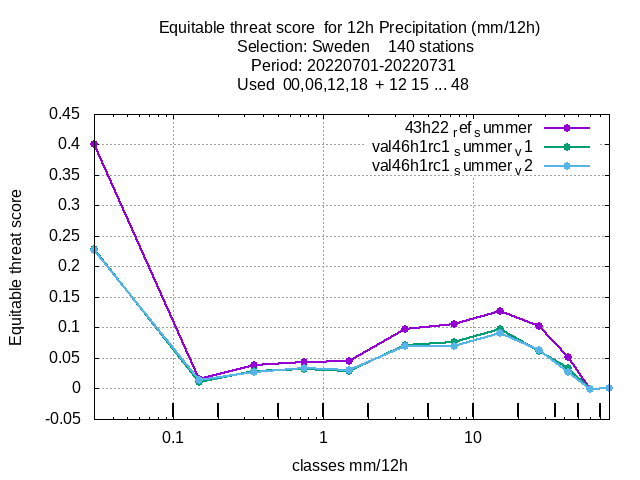 Equitable threat score  for 12h Precipitation (mm/12h)
Selection: Sweden    140 stations
Period: 20220701-20220731
Used  00,06,12,18  + 12 15 ... 48
43h22 ref summer
val46h1rc1 summer v1
val46h1rc1 summer v2
0.45
0.4
0.35
0.3
0.25
0.2
0.15
0.1
0.05
0
-0.05
Equitable threat score
0.1 1 10
classes mm/12h